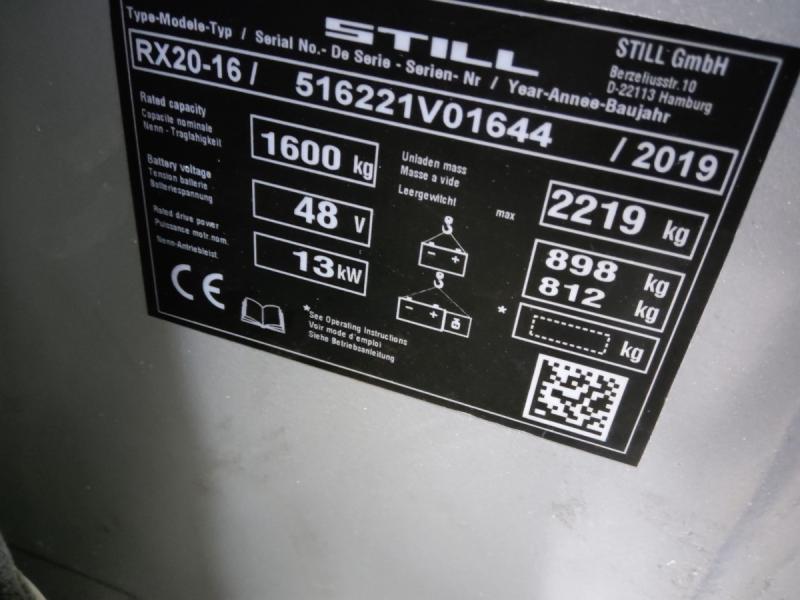 STILL
STILL GmbH
Berzeliusstr.10
D-22113 Hamburg
Type-Modele-Typ / Serial No.- De Serie - Serien- Nr / Year-Annee-Baujahr
RX20-16 / 516221V01644 / 2019
Rated capacity
Capacite nominale
Nenn - Tragfahigkeit
1600 kg
Battery voltage
Tension batterie
Batteriespannung
48 V
Rated drive power
Puissance motr.nom.
Nenn-Antriebleist.
13 kW
Unladen mass
Masse a vide
Leergewilcht
2219 kg
max 898 kg
812 kg
* kg
CE
*See Operating Instructions
Voir mode d'emploi
Siehe Betriebsanleitung